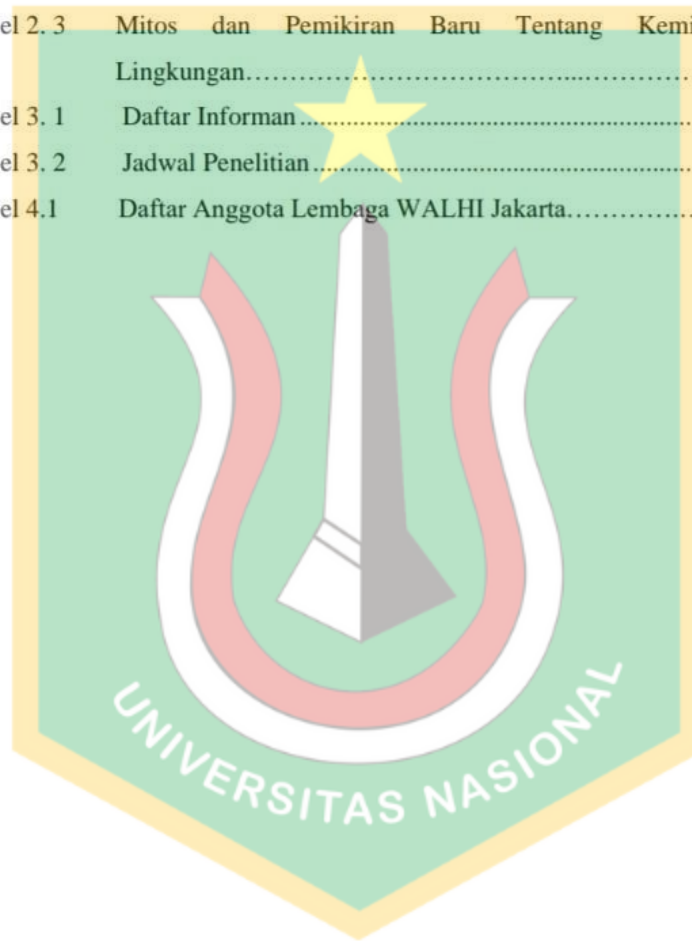 el 2. 3 Mitos dan Pemikiran Baru Tentang Kemi
Lingkungan……………………………………...…………
el 3. 1 Daftar Informan.................................................................
el 3. 2 Jadwal Penelitian..............................................................
el 4.1 Daftar Anggota Lembaga WALHI Jakarta……………
UNIVERSITAS NASIONAL